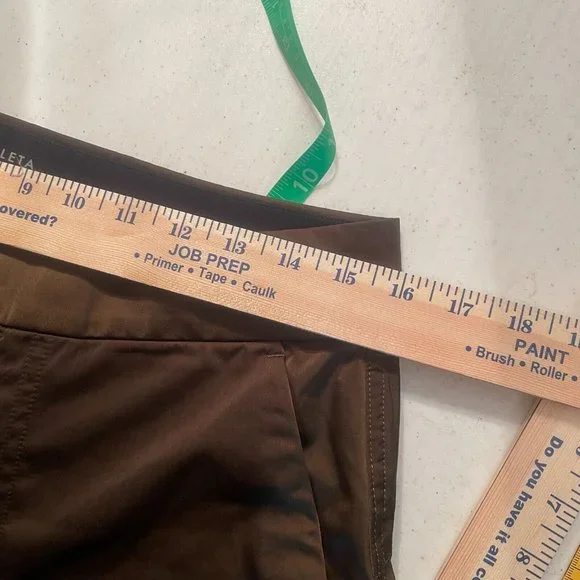 LETA
10
9 10 11 12 13 14 15 16 17 18
overed?
JOB PREP
• Primer • Tape • Caulk
PAINT
• Brush • Roller •
Do you have it all co
7
8